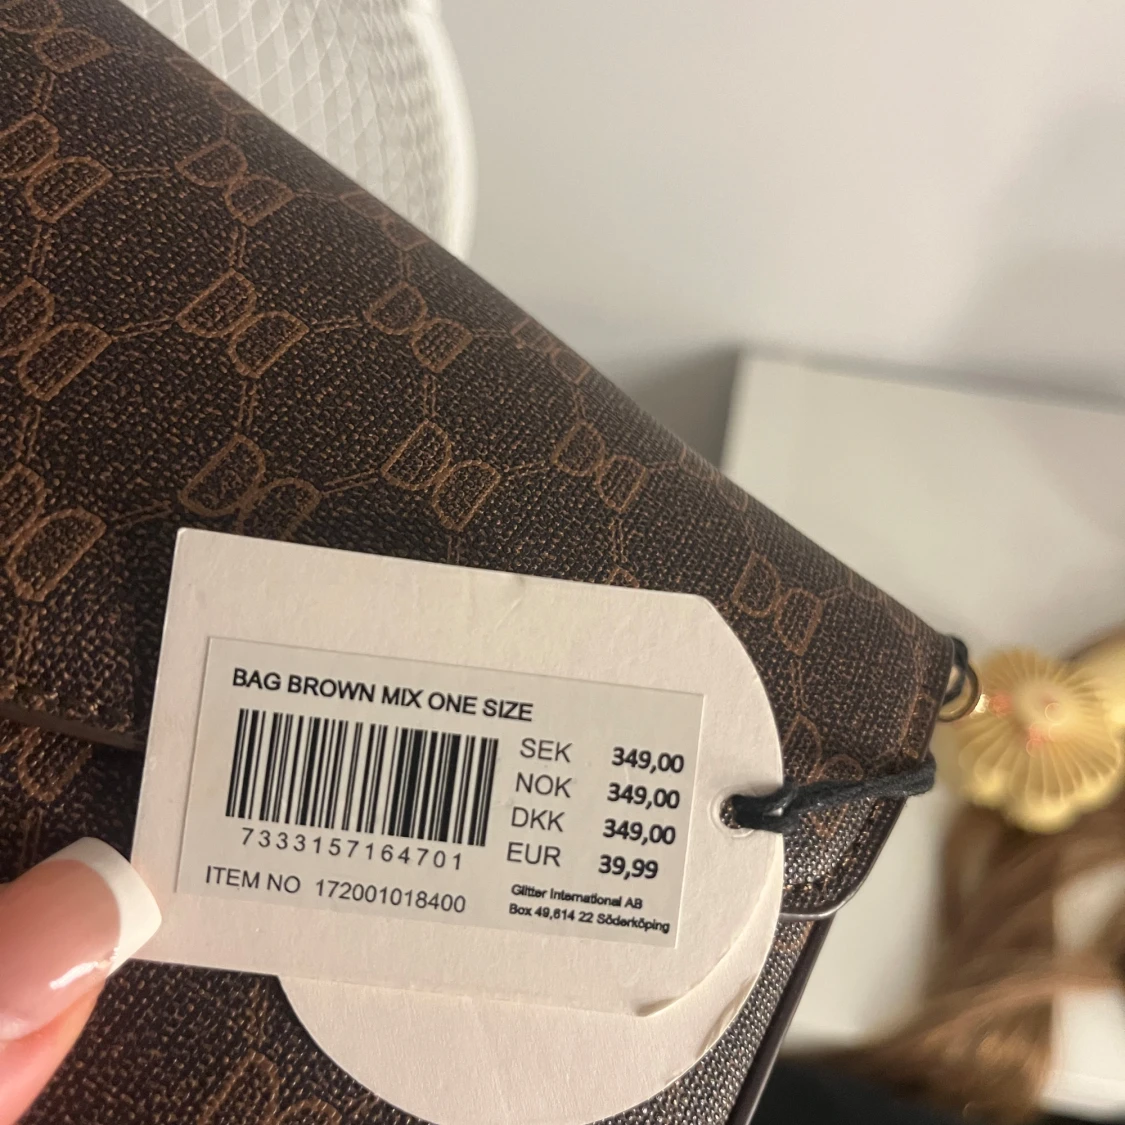 BAG BROWN MIX ONE SIZE
SEK 349,00
NOK 349,00
DKK 349,00
EUR 39,99
7333157164701
ITEM NO 172001018400
Glitter International AB
Box 49,614 22 Söderköping